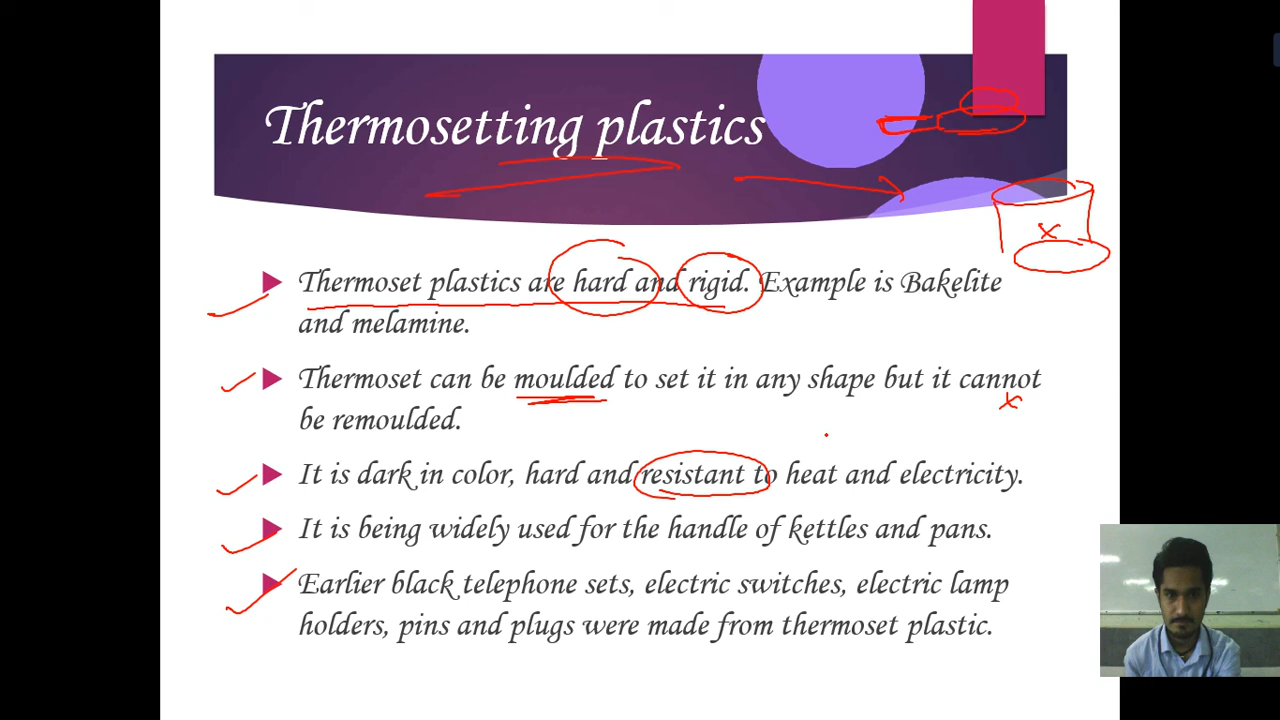 Thermosetting plastics
Thermoset plastics are hard and rigid. Example is Bakelite
and melamine.
Thermoset can be moulded to set it in any shape but it cannot
be remoulded.
It is dark in color, hard and resistant to heat and electricity.
It is being widely used for the handle of kettles and pans.
Earlier black telephone sets, electric switches, electric lamp
holders, pins and plugs were made from thermoset plastic.